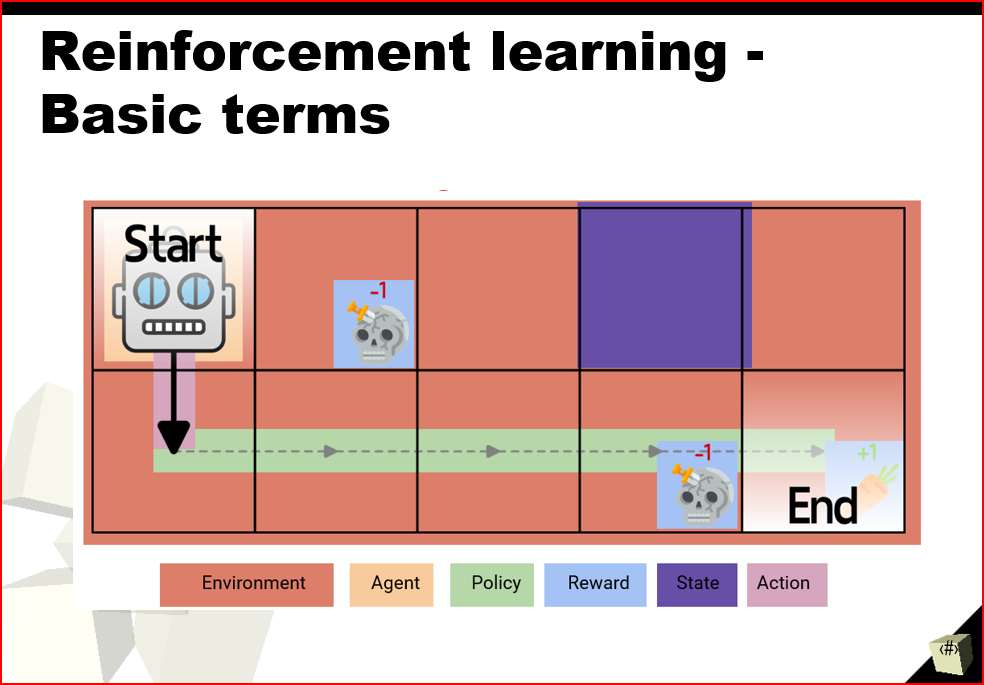 Reinforcement learning -
Basic terms
Start
-1
-1
+1
End
Environment
Agent
Policy
Reward
State
Action
‹#›